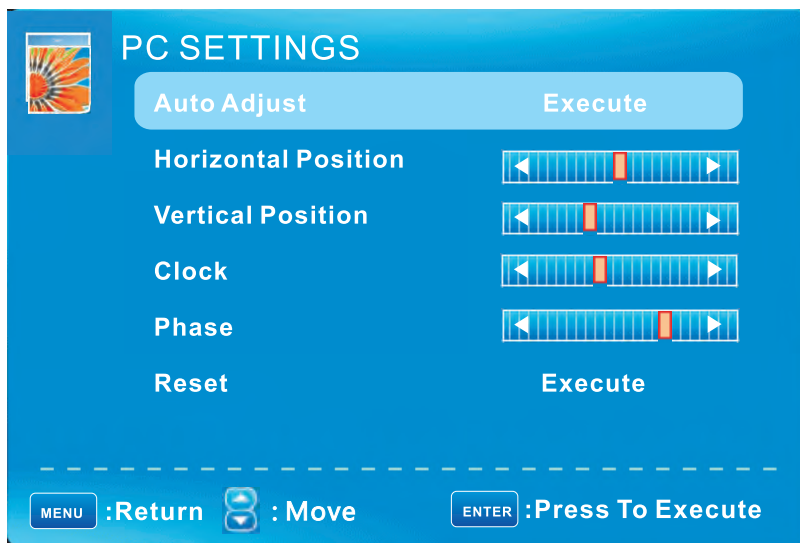 PC SETTINGS
Auto Adjust Execute
Horizontal Position
Vertical Position
Clock
Phase
Reset Execute
MENU :Return : Move ENTER :Press To Execute